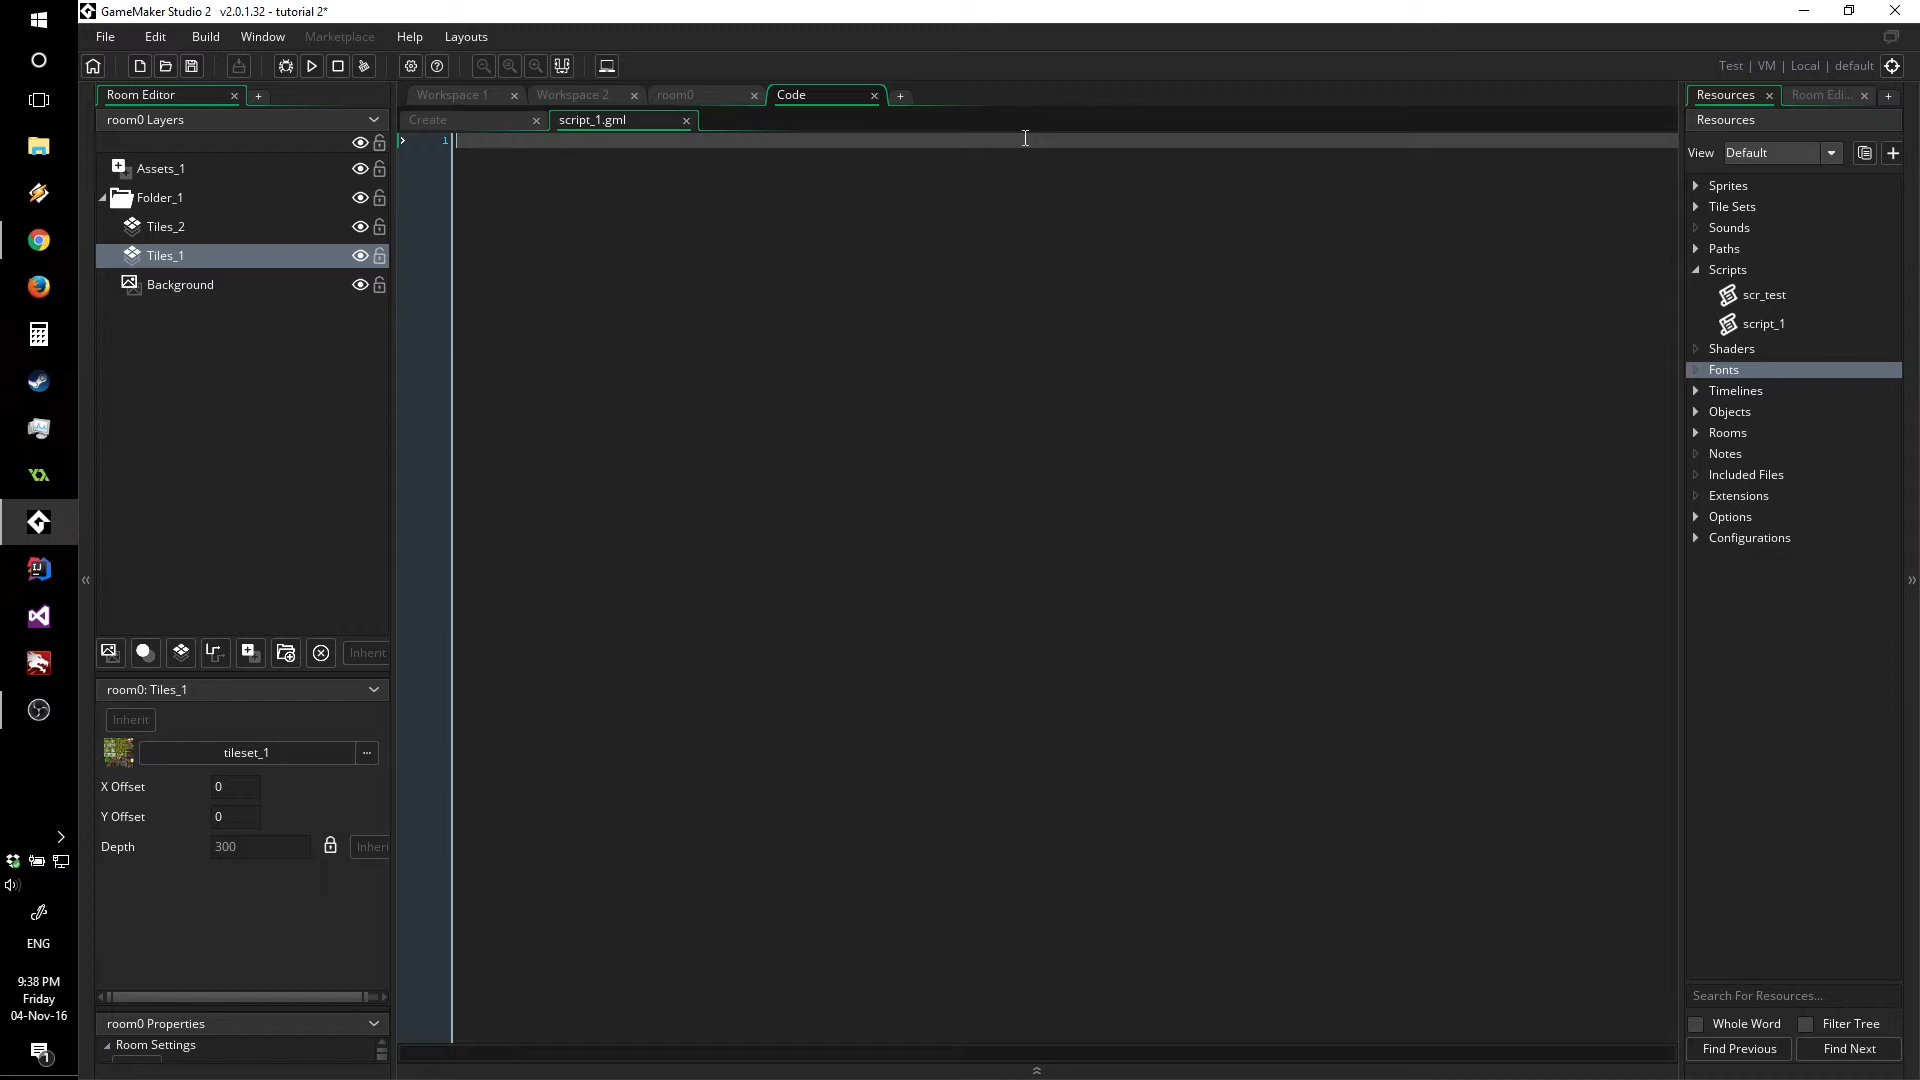 GameMaker Studio 2 v2.0.1.32 - tutorial 2*
File Edit Build Window Marketplace Help Layouts
Test | VM | Local | default
Room Editor
room0 Layers
Assets_1
Folder_1
Tiles_2
Tiles_1
Background
Inherit
room0: Tiles_1
Inherit
tileset_1
...
X Offset 0
Y Offset 0
Depth 300 Inheri
room0 Properties
Room Settings
Workspace 1 Workspace 2 room0 Code
Create script_1.gml
1
Resources Room Edi...
Resources
View Default
Sprites
Tile Sets
Sounds
Paths
Scripts
scr_test
script_1
Shaders
Fonts
Timelines
Objects
Rooms
Notes
Included Files
Extensions
Options
Configurations
Search For Resources...
Whole Word Filter Tree
Find Previous Find Next
ENG
9:38 PM
Friday
04-Nov-16
1